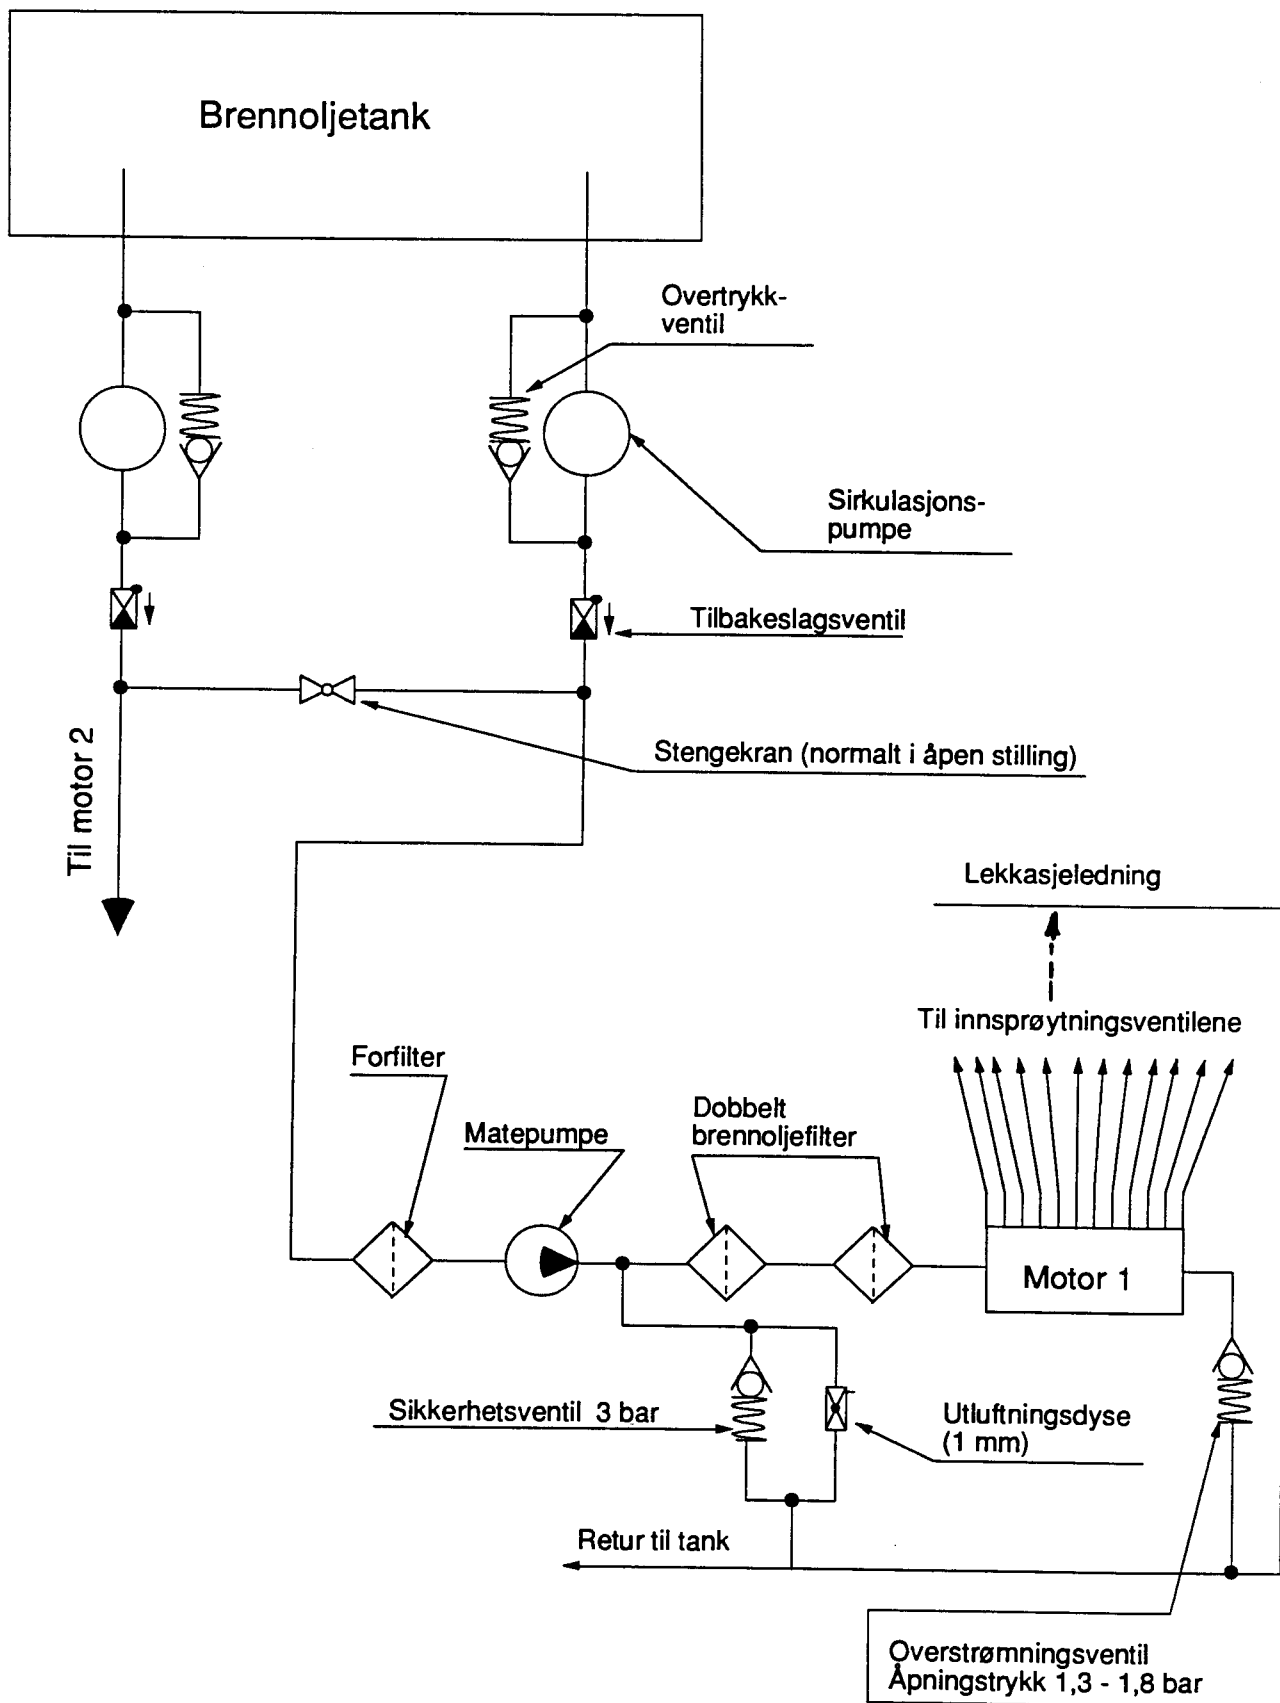 Brennoljetank
Overtrykk-
ventil
Sirkulasjons-
pumpe
Tilbakeslagsventil
Stengekran (normalt i åpen stilling)
Til motor 2
Lekkasjeledning
Til innsprøytningsventilene
Forfilter
Matepumpe
Dobbelt
brennoljefilter
Motor 1
Sikkerhetsventil 3 bar
Utluftningsdyse
(1 mm)
Retur til tank
Overstrømningsventil
Åpningstrykk 1,3 - 1,8 bar